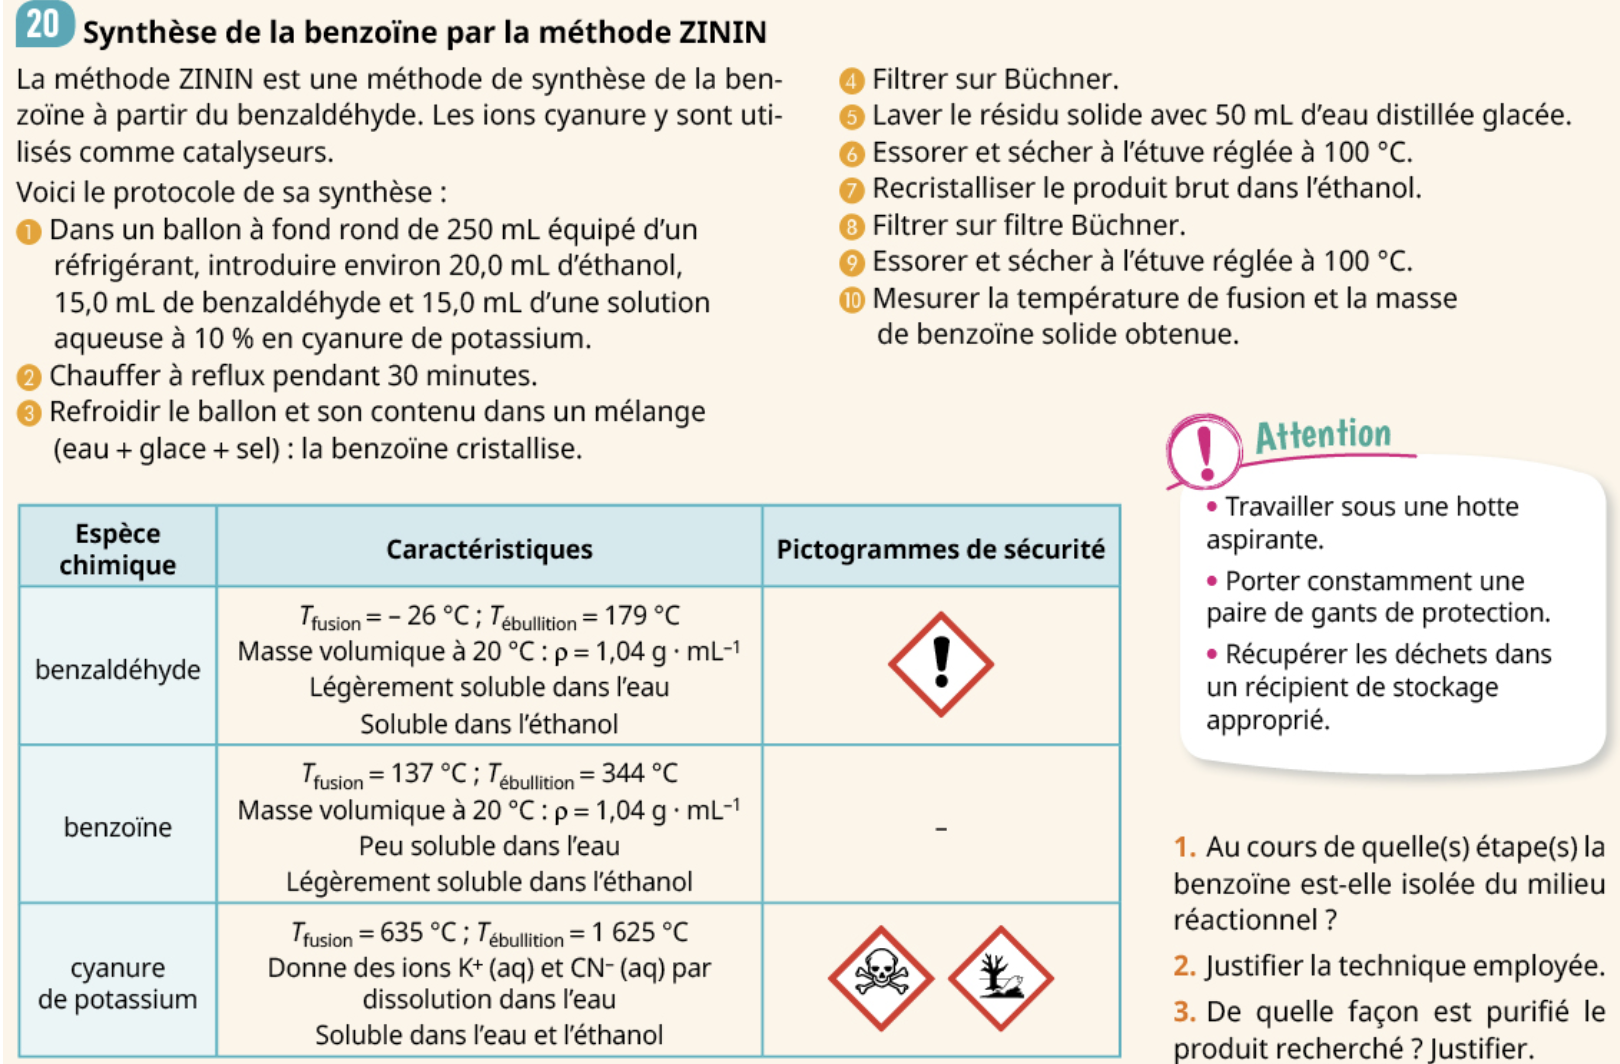 20 Synthèse de la benzoïne par la méthode ZININ
La méthode ZININ est une méthode de synthèse de la ben-
zoïne à partir du benzaldéhyde. Les ions cyanure y sont uti-
lisés comme catalyseurs.
Voici le protocole de sa synthèse :
1 Dans un ballon à fond rond de 250 mL équipé d’un
réfrigérant, introduire environ 20,0 mL d’éthanol,
15,0 mL de benzaldéhyde et 15,0 mL d’une solution
aqueuse à 10 % en cyanure de potassium.
2 Chauffer à reflux pendant 30 minutes.
3 Refroidir le ballon et son contenu dans un mélange
(eau + glace + sel) : la benzoïne cristallise.
4 Filtrer sur Büchner.
5 Laver le résidu solide avec 50 mL d’eau distillée glacée.
6 Essorer et sécher à l’étuve réglée à 100 °C.
7 Recristalliser le produit brut dans l’éthanol.
8 Filtrer sur filtre Büchner.
9 Essorer et sécher à l’étuve réglée à 100 °C.
10 Mesurer la température de fusion et la masse
de benzoïne solide obtenue.
Espèce
chimique
Caractéristiques
Pictogrammes de sécurité
benzaldéhyde
Tfusion = – 26 °C ; Tébullition = 179 °C
Masse volumique à 20 °C : ρ = 1,04 g · mL–1
Légèrement soluble dans l’eau
Soluble dans l’éthanol
benzoïne
Tfusion = 137 °C ; Tébullition = 344 °C
Masse volumique à 20 °C : ρ = 1,04 g · mL–1
Peu soluble dans l’eau
Légèrement soluble dans l’éthanol
–
cyanure
de potassium
Tfusion = 635 °C ; Tébullition = 1 625 °C
Donne des ions K+ (aq) et CN– (aq) par
dissolution dans l’eau
Soluble dans l’eau et l’éthanol
Attention
• Travailler sous une hotte
aspirante.
• Porter constamment une
paire de gants de protection.
• Récupérer les déchets dans
un récipient de stockage
approprié.
1. Au cours de quelle(s) étape(s) la
benzoïne est-elle isolée du milieu
réactionnel ?
2. Justifier la technique employée.
3. De quelle façon est purifié le
produit recherché ? Justifier.